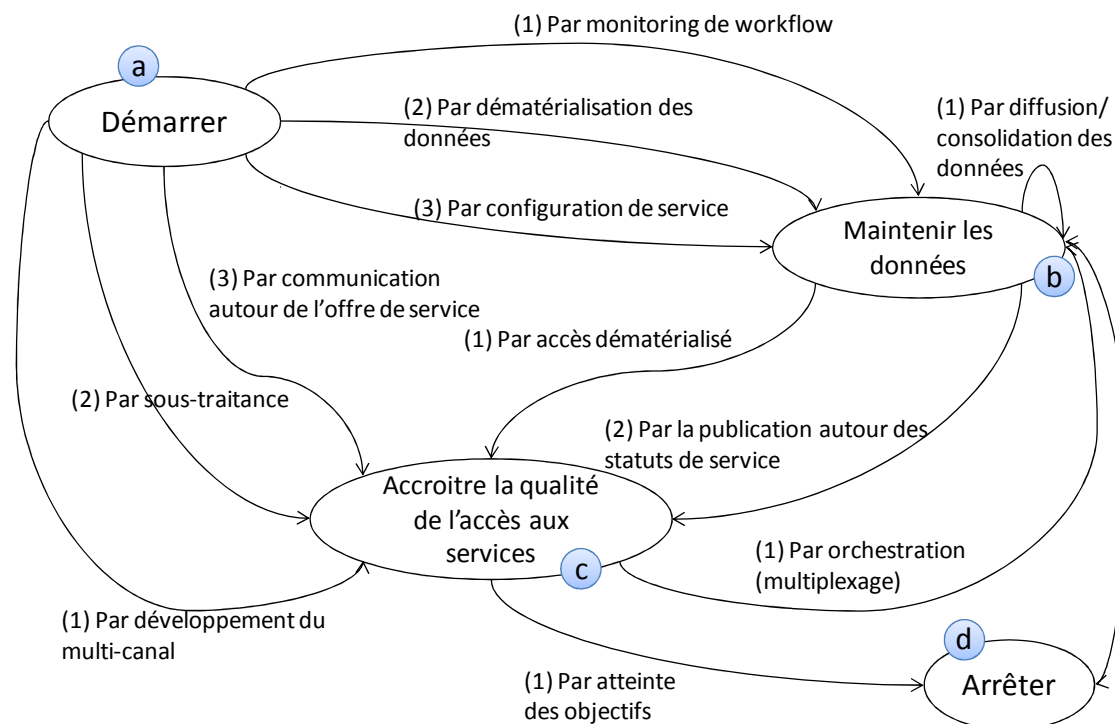 (1) Par monitoring de workflow
a
Démarrer
(2) Par dématérialisation des
données
(1) Par diffusion/
consolidation des
données
(3) Par configuration de service
Maintenir les
données
b
(3) Par communication
autour de l’offre de service
(1) Par accès dématérialisé
(2) Par sous-traitance
(2) Par la publication autour des
statuts de service
Accroitre la qualité
de l’accès aux
services
c
(1) Par orchestration
(multiplexage)
(1) Par développement du
multi-canal
d
Arrêter
(1) Par atteinte
des objectifs